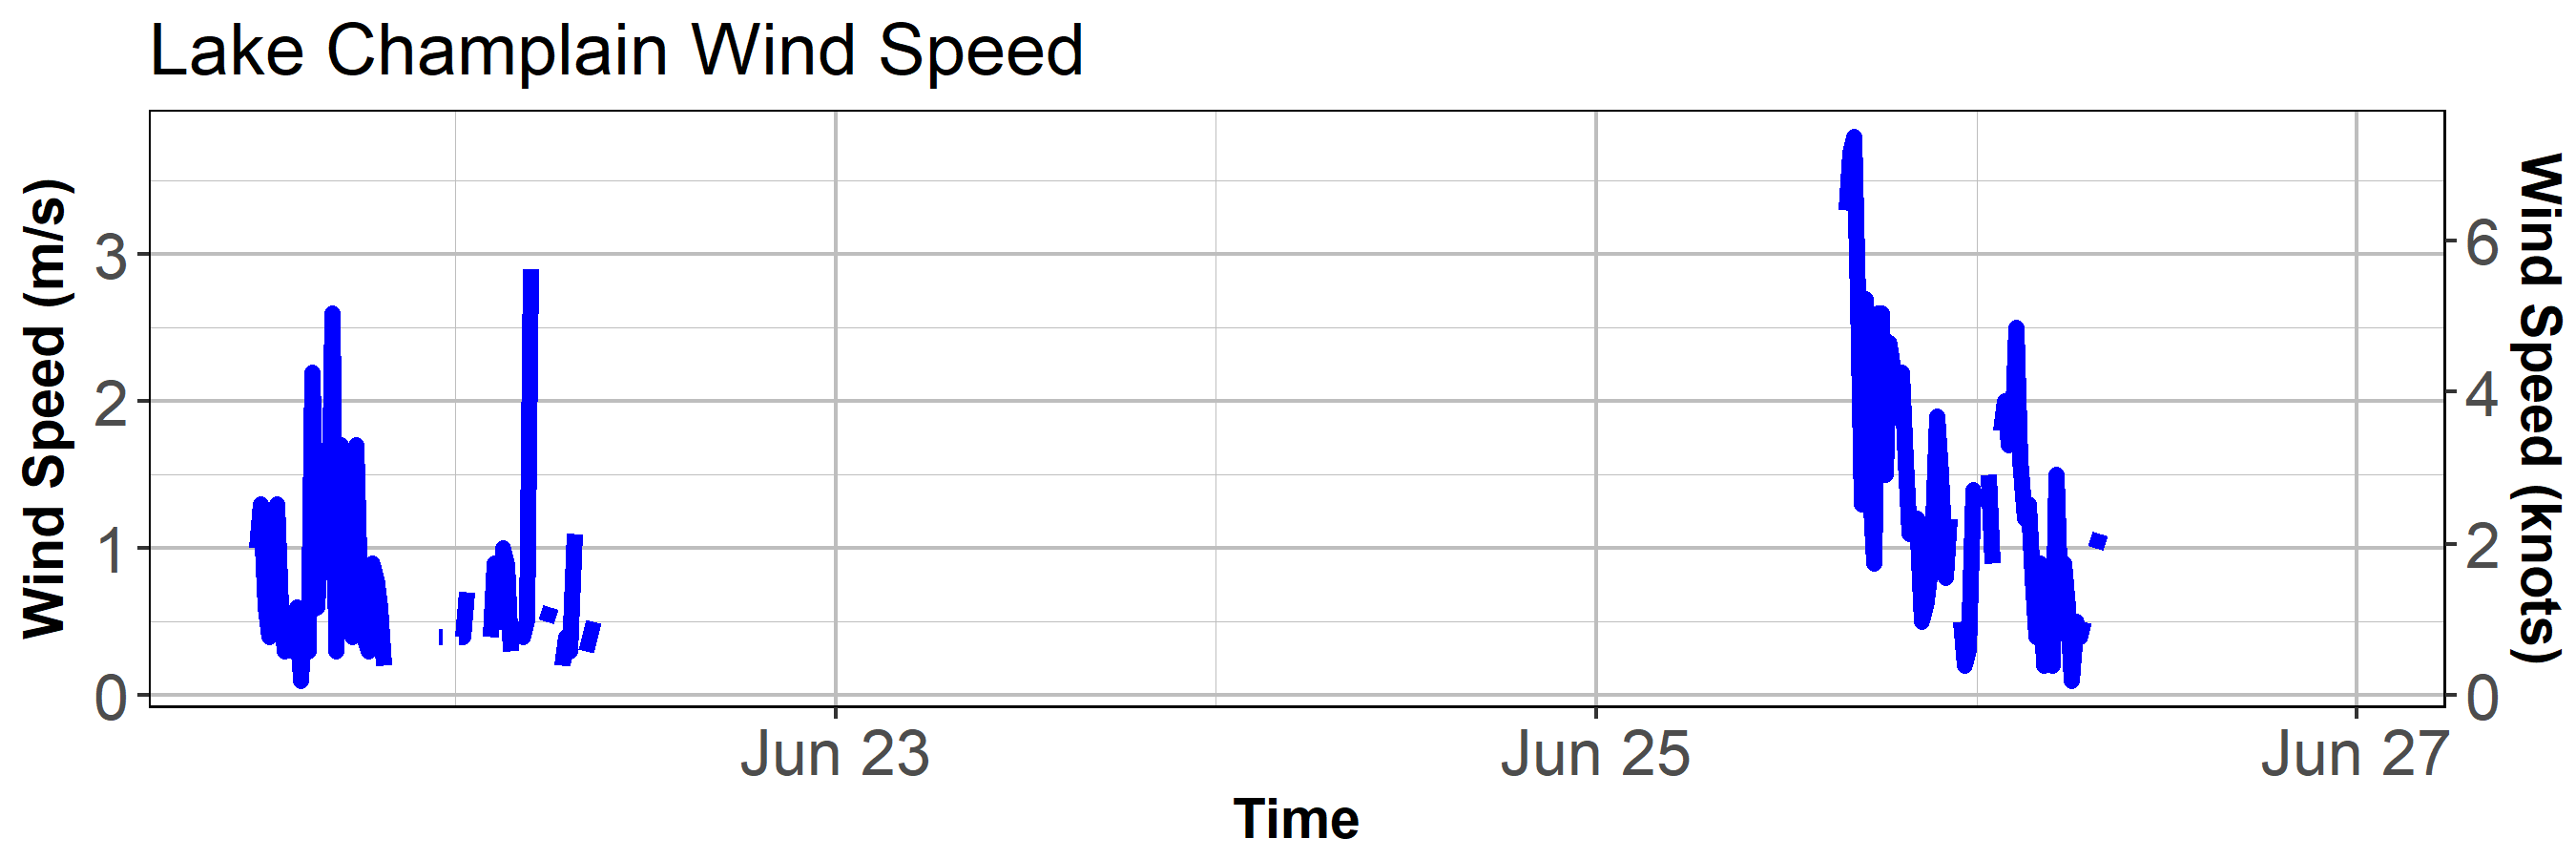 Lake Champlain Wind Speed
Wind Speed (m/s)
3
2
1
0
6
4
2
0
Wind Speed (knots)
Jun 23
Jun 25
Jun 27
Time